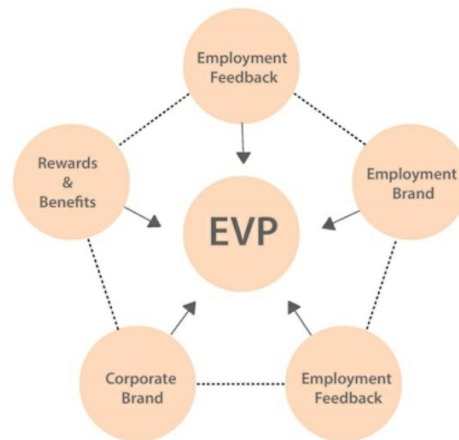 Employment
Feedback
Rewards
&
Benefits
Employment
Brand
EVP
Corporate
Brand
Employment
Feedback